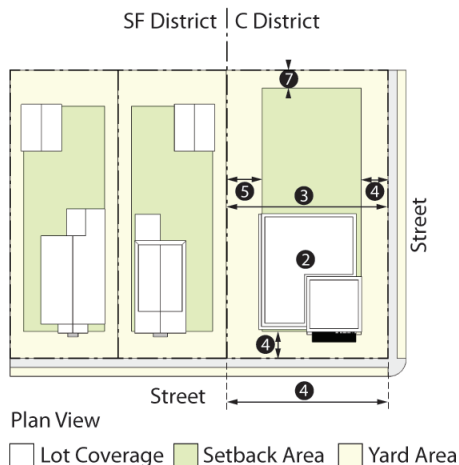 SF District C District
7
5 4
3
2
4
Street
Street 4
Plan View
Lot Coverage Setback Area Yard Area